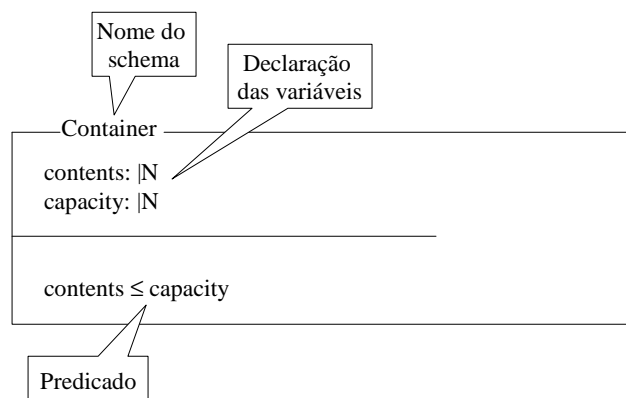 Nome do
schema
Declaração
das variáveis
Container
contents: |N
capacity: |N
contents ≤ capacity
Predicado